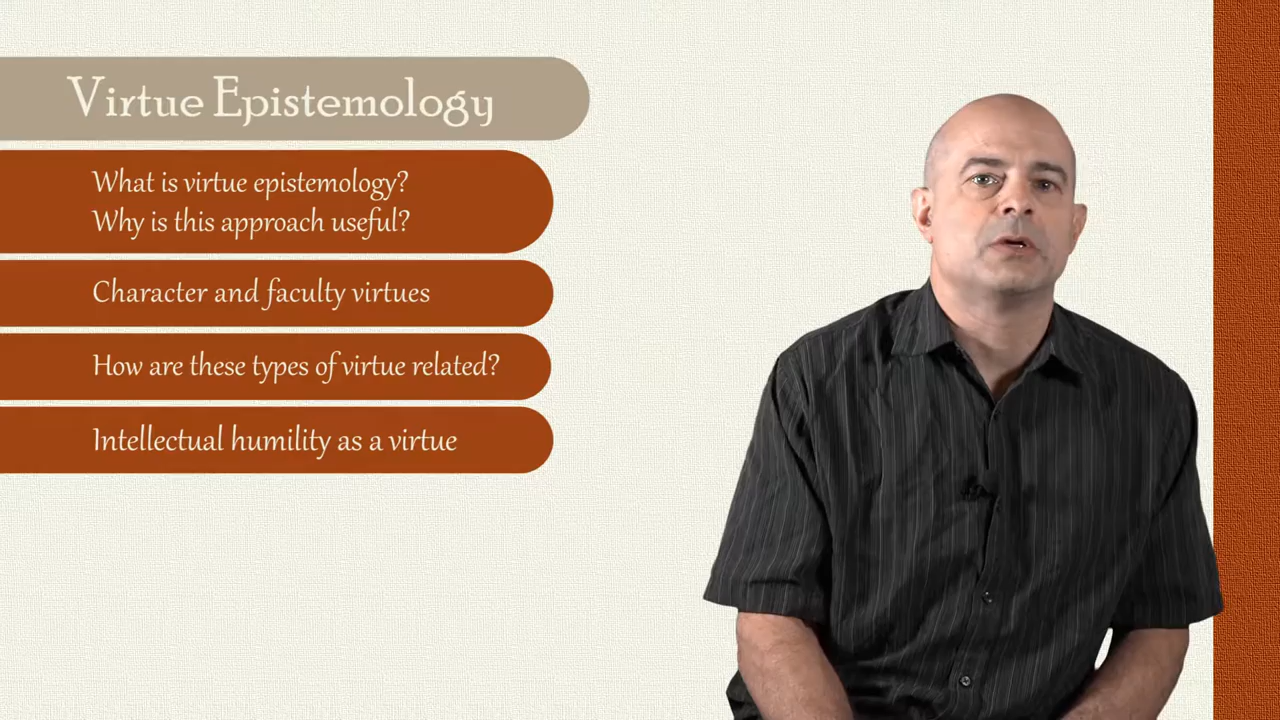 Virtue Epistemology
What is virtue epistemology?
Why is this approach useful?
Character and faculty virtues
How are these types of virtue related?
Intellectual humility as a virtue